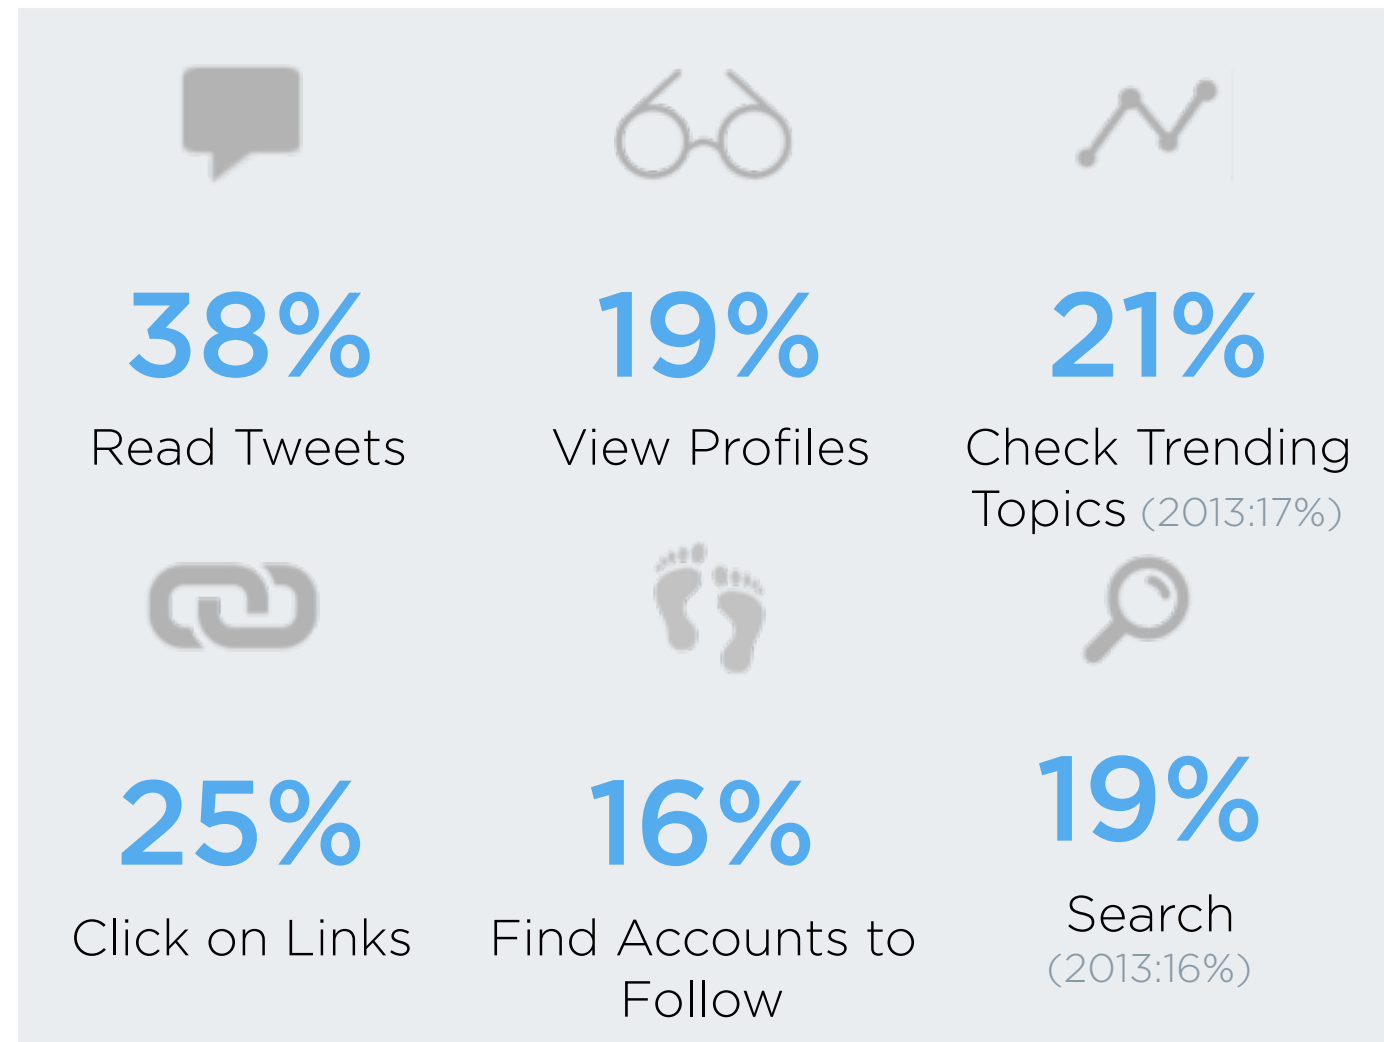 38%
Read Tweets
19%
View Profiles
21%
Check Trending
Topics (2013:17%)
25%
Click on Links
16%
Find Accounts to
Follow
19%
Search
(2013:16%)